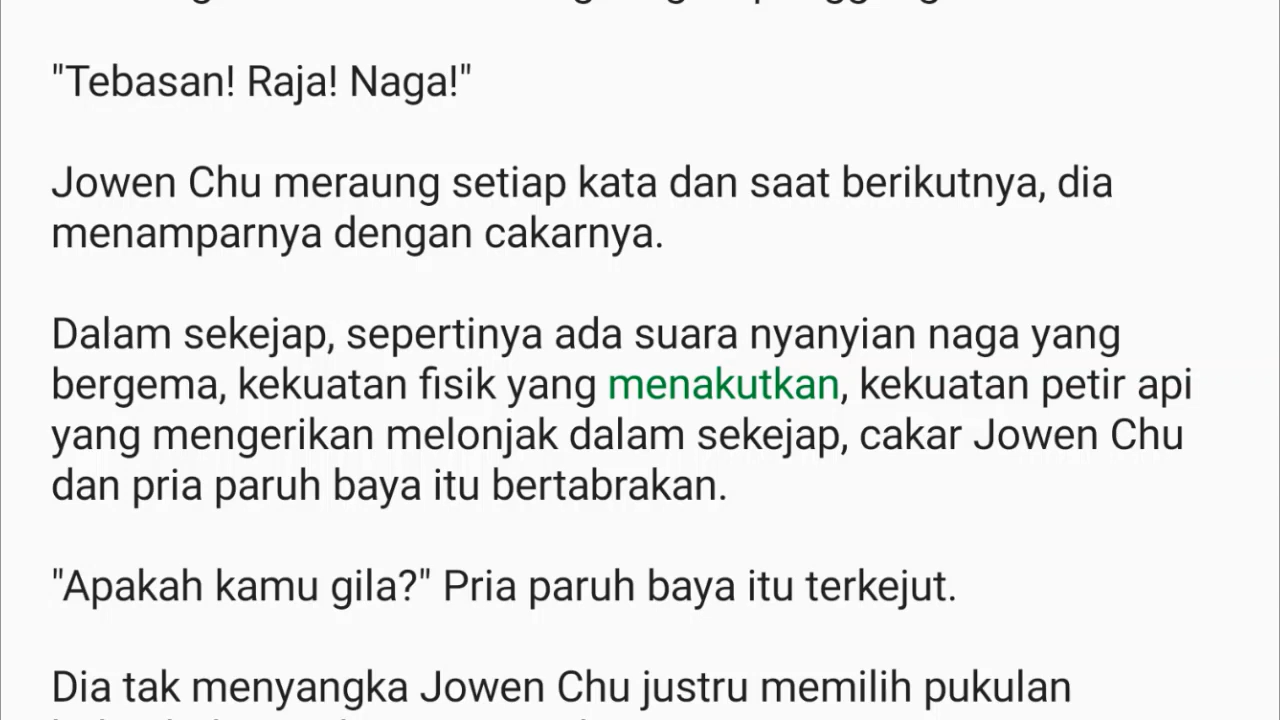 "Tebasan! Raja! Naga!"
Jowen Chu meraung setiap kata dan saat berikutnya, dia
menamparnya dengan cakarnya.
Dalam sekejap, sepertinya ada suara nyanyian naga yang
bergema, kekuatan fisik yang menakutkan, kekuatan petir api
yang mengerikan melonjak dalam sekejap, cakar Jowen Chu
dan pria paruh baya itu bertabrakan.
"Apakah kamu gila?" Pria paruh baya itu terkejut.
Dia tak menyangka Jowen Chu justru memilih pukulan